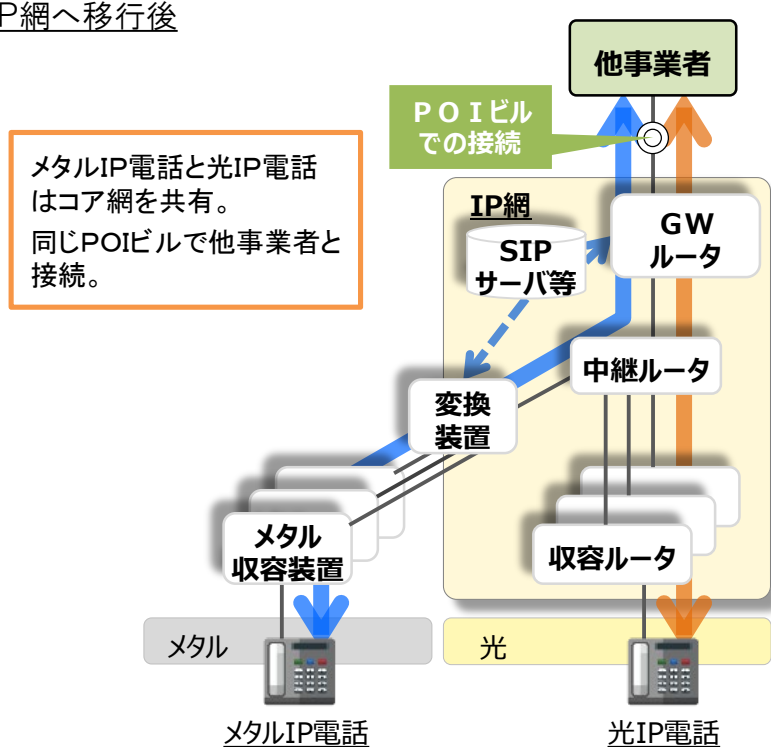 P網へ移行後
他事業者
ＰＯＩビル
での接続
メタルIP電話と光IP電話
はコア網を共有。
同じPOIビルで他事業者と
接続。
IP網
SIP
サーバ等
GW
ルータ
中継ルータ
変換
装置
メタル
収容装置
収容ルータ
メタル
光
メタルIP電話
光IP電話